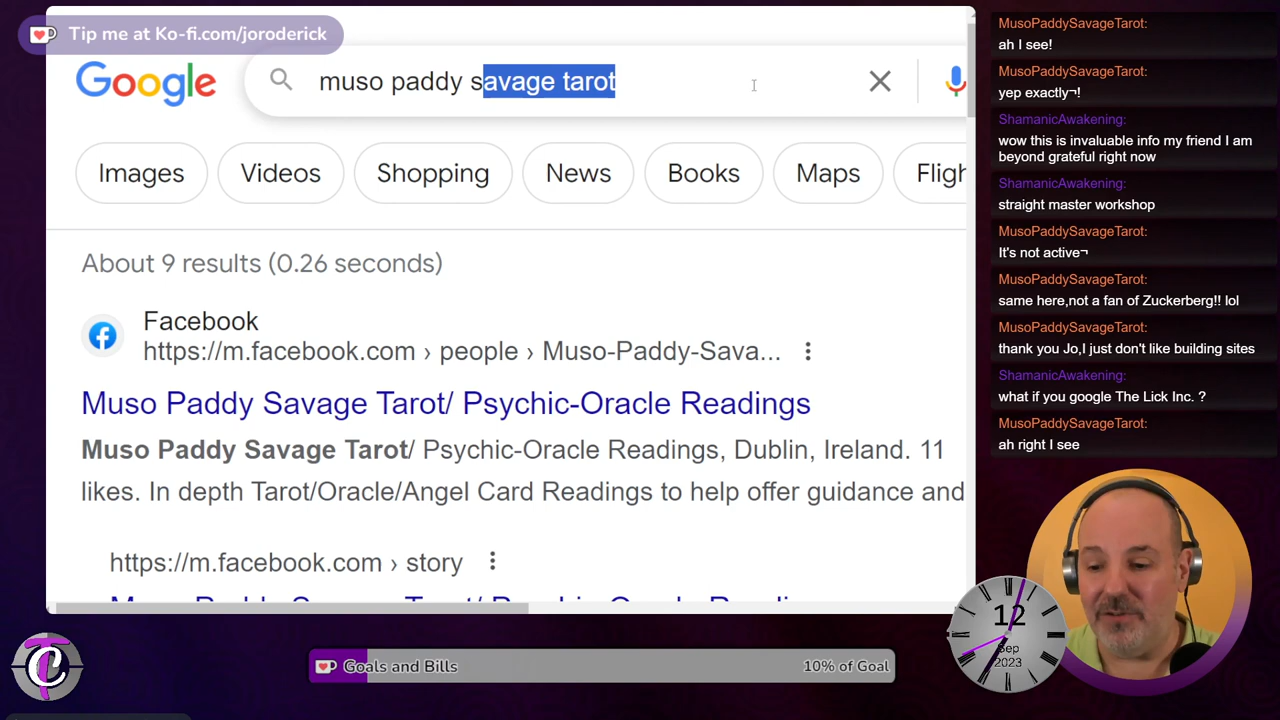 Tip me at Ko-fi.com/joroderick
Google
muso paddy savage tarot
Images
Videos
Shopping
News
Books
Maps
Fligh
About 9 results (0.26 seconds)
Facebook
https://m.facebook.com › people › Muso-Paddy-Sava...
Muso Paddy Savage Tarot/ Psychic-Oracle Readings
Muso Paddy Savage Tarot/ Psychic-Oracle Readings, Dublin, Ireland. 11
likes. In depth Tarot/Oracle/Angel Card Readings to help offer guidance and
https://m.facebook.com › story
MusoPaddySavageTarot:
ah I see!
MusoPaddySavageTarot:
yep exactly¬!
ShamanicAwakening:
wow this is invaluable info my friend I am
beyond grateful right now
ShamanicAwakening:
straight master workshop
MusoPaddySavageTarot:
It's not active¬
MusoPaddySavageTarot:
same here,not a fan of Zuckerberg!! lol
MusoPaddySavageTarot:
thank you Jo,I just don't like building sites
ShamanicAwakening:
what if you google The Lick Inc. ?
MusoPaddySavageTarot:
ah right I see
12
Sep
2023
TC
Goals and Bills
10% of Goal